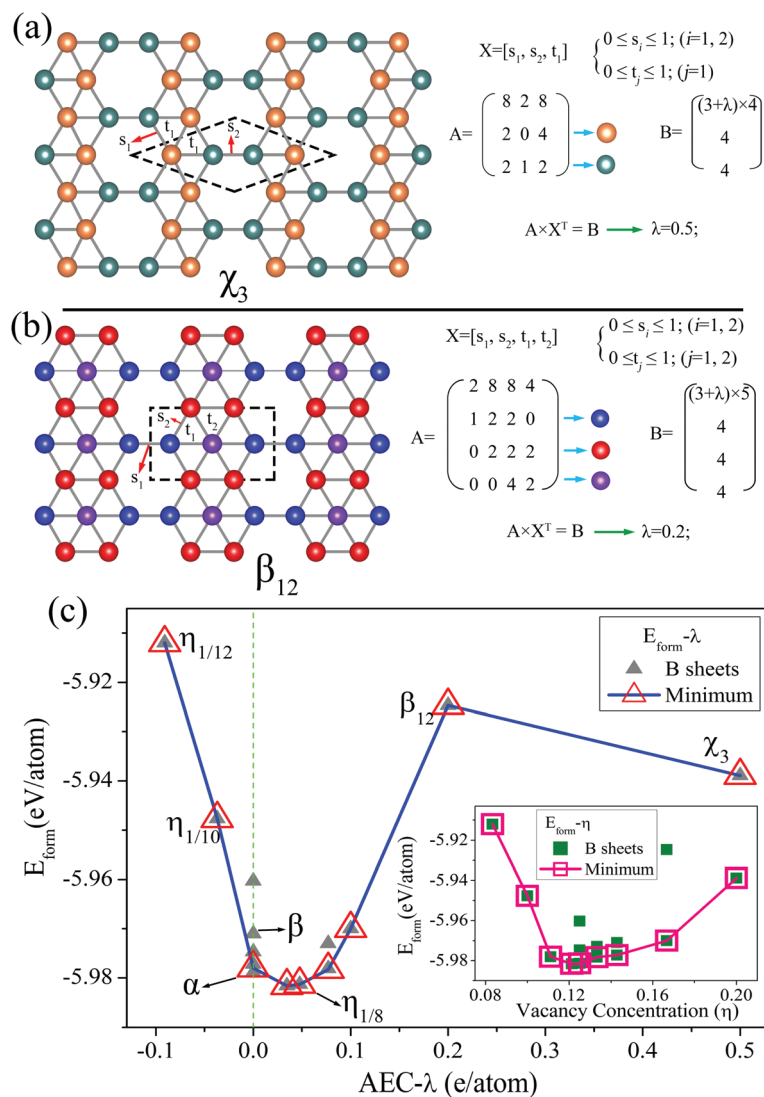 (a)
X=[s₁, s₂, t₁]
{0 ≤ sᵢ ≤ 1; (i=1, 2)
0 ≤ tⱼ ≤ 1; (j=1)
A=
8 2 8
2 0 4
2 1 2
B=
(3+λ)×4
4
4
s₁
t₁
t₁
s₂
A×Xᵀ = B → λ=0.5;
χ₃
(b)
X=[s₁, s₂, t₁, t₂]
{0 ≤ sᵢ ≤ 1; (i=1, 2)
0 ≤tⱼ ≤ 1; (j=1, 2)
A=
2 8 8 4
1 2 2 0
0 2 2 2
0 0 4 2
B=
(3+λ)×5
4
4
4
s₂
t₁
t₂
s₁
A×Xᵀ = B → λ=0.2;
β₁₂
(c)
E_form-λ
B sheets
Minimum
η₁/₁₂
η₁/₁₀
β₁₂
χ₃
β
α
η₁/₈
-5.92
-5.94
-5.96
-5.98
E_form(eV/atom)
-0.1 0.0 0.1 0.2 0.3 0.4 0.5
AEC-λ (e/atom)
E_form-η
B sheets
Minimum
-5.92
-5.94
-5.96
-5.98
E_form(eV/atom)
0.08 0.12 0.16 0.20
Vacancy Concentration (η)